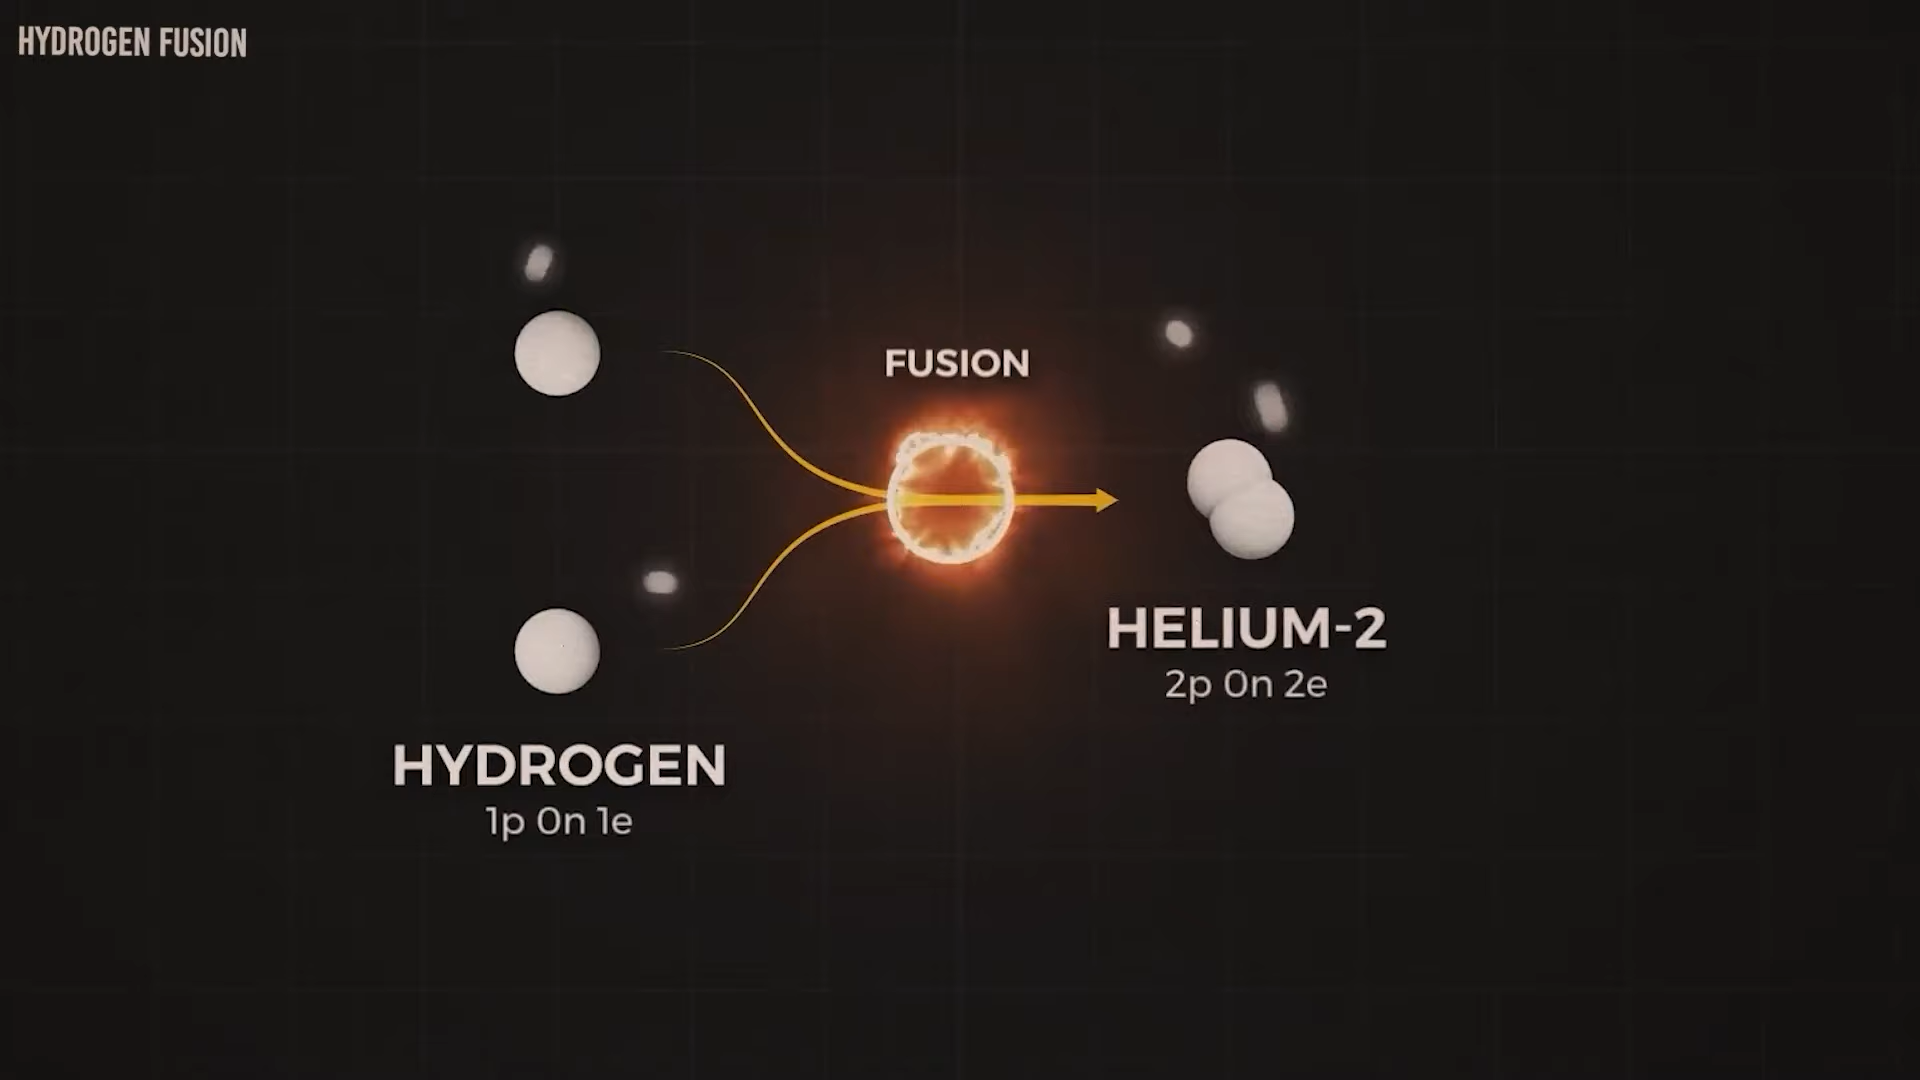 HYDROGEN FUSION
FUSION
HELIUM-2
2p 0n 2e
HYDROGEN
1p 0n 1e